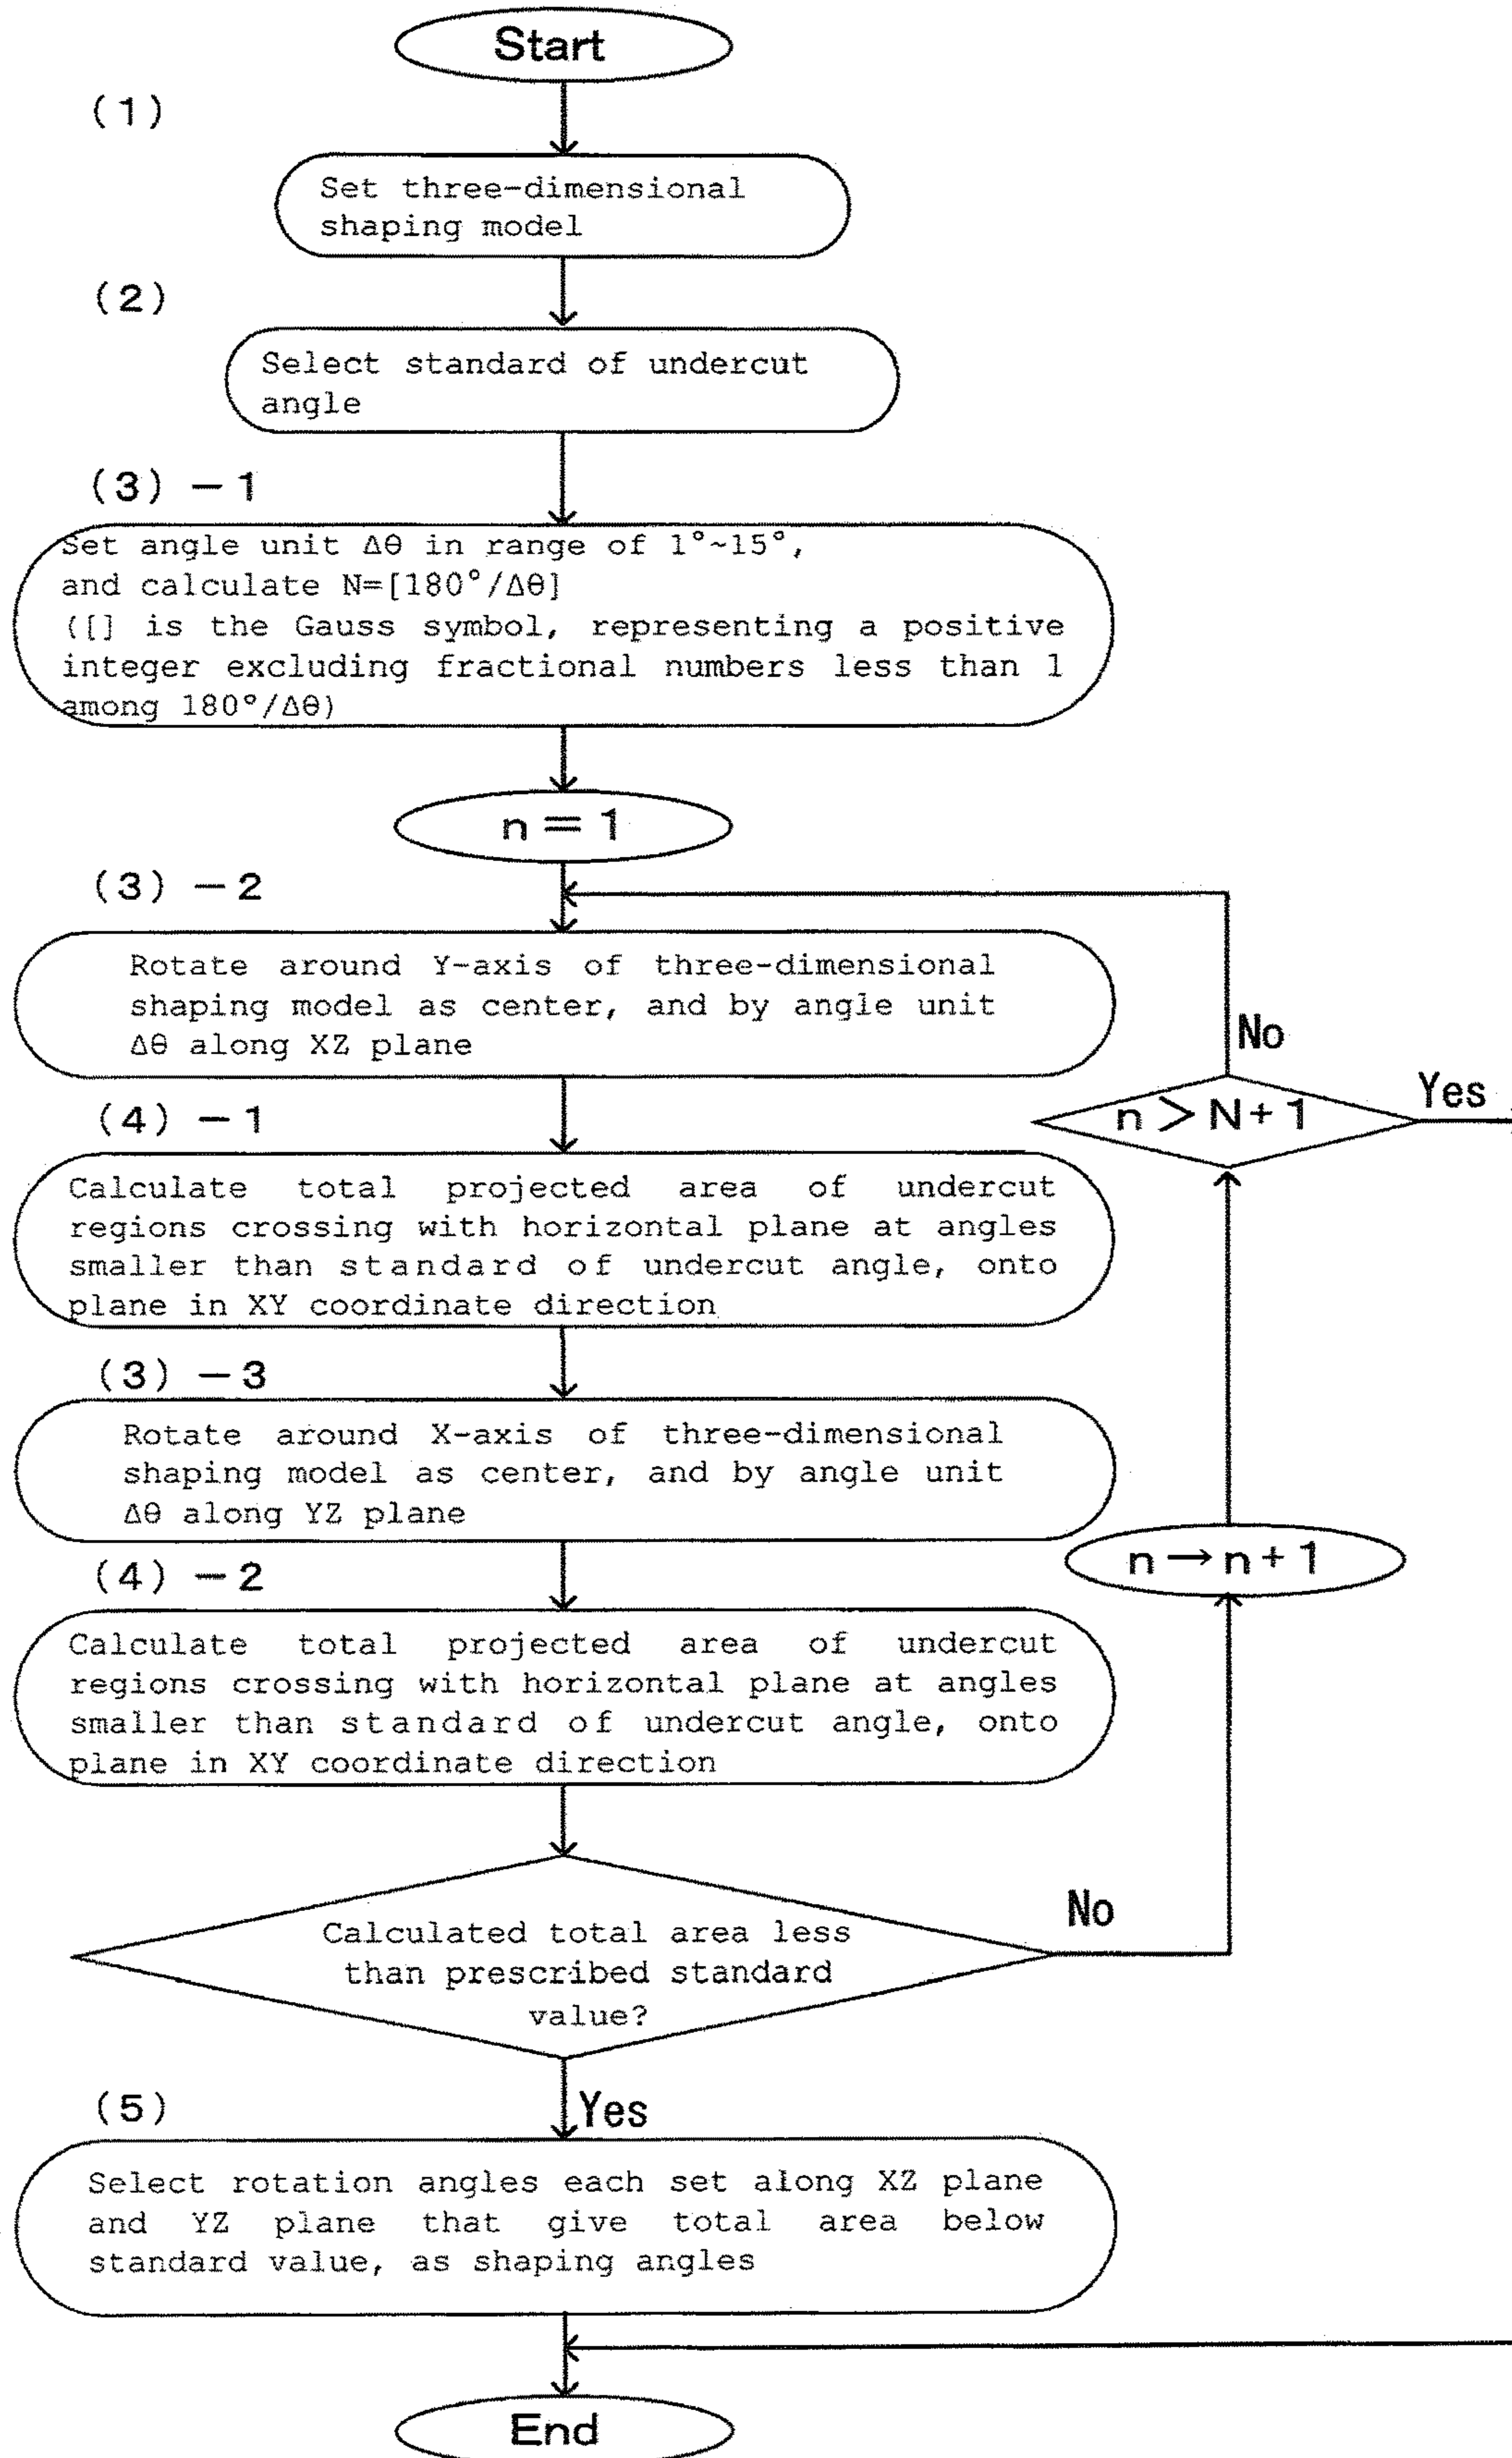 Start
(1)
Set three-dimensional
shaping model
(2)
Select standard of undercut
angle
(3) -1
Set angle unit Δθ in range of 1°~15°,
and calculate N=[180°/Δθ]
([] is the Gauss symbol, representing a positive
integer excluding fractional numbers less than 1
among 180°/Δθ)
n = 1
(3) -2
Rotate around Y-axis of three-dimensional
shaping model as center, and by angle unit
Δθ along XZ plane
No
Yes
n > N+1
(4) -1
Calculate total projected area of undercut
regions crossing with horizontal plane at angles
smaller than standard of undercut angle, onto
plane in XY coordinate direction
(3) -3
Rotate around X-axis of three-dimensional
shaping model as center, and by angle unit
Δθ along YZ plane
n→n+1
(4) -2
Calculate total projected area of undercut
regions crossing with horizontal plane at angles
smaller than standard of undercut angle, onto
plane in XY coordinate direction
No
Calculated total area less
than prescribed standard
value?
(5)
Yes
Select rotation angles each set along XZ plane
and YZ plane that give total area below
standard value, as shaping angles
End